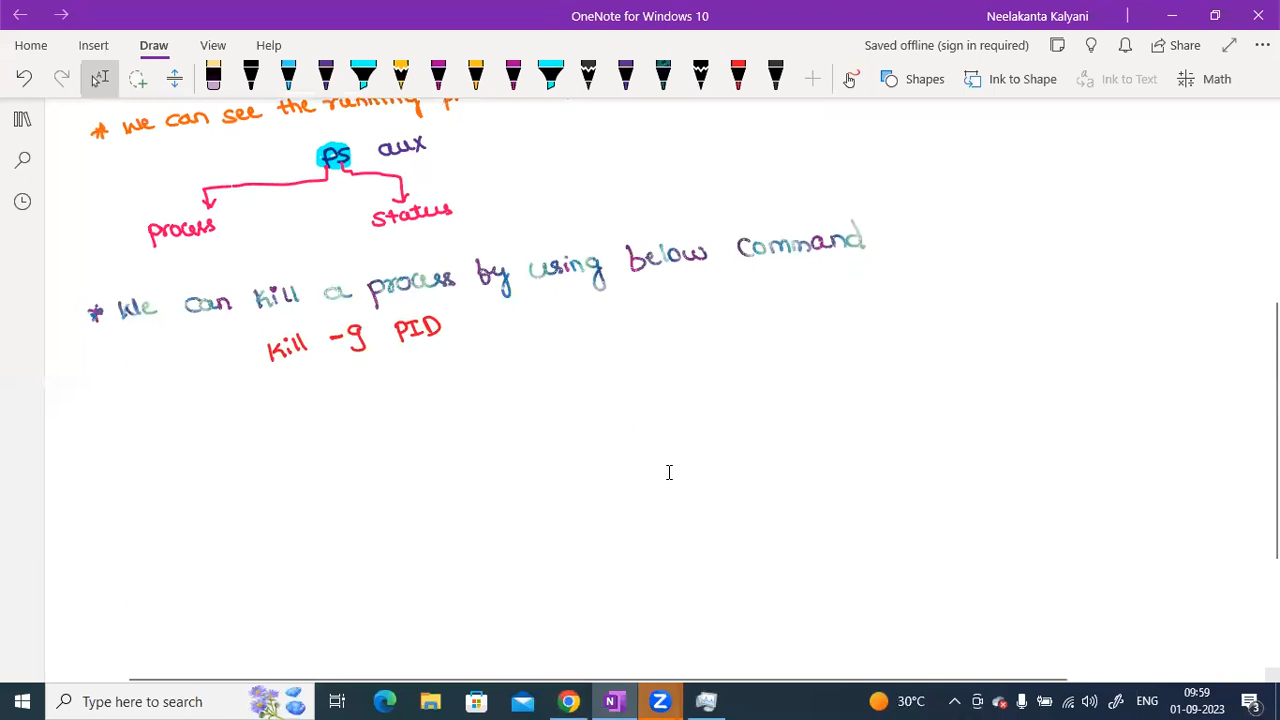 OneNote for Windows 10
Neelakanta Kalyani
Home Insert Draw View Help
Saved offline (sign in required)
Share
Shapes
Ink to Shape
Ink to Text
Math
* We can see the running
ps aux
process
status
* We can kill a process by using below command
kill -9 PID
Type here to search
30°C
ENG
09:59
01-09-2023
3